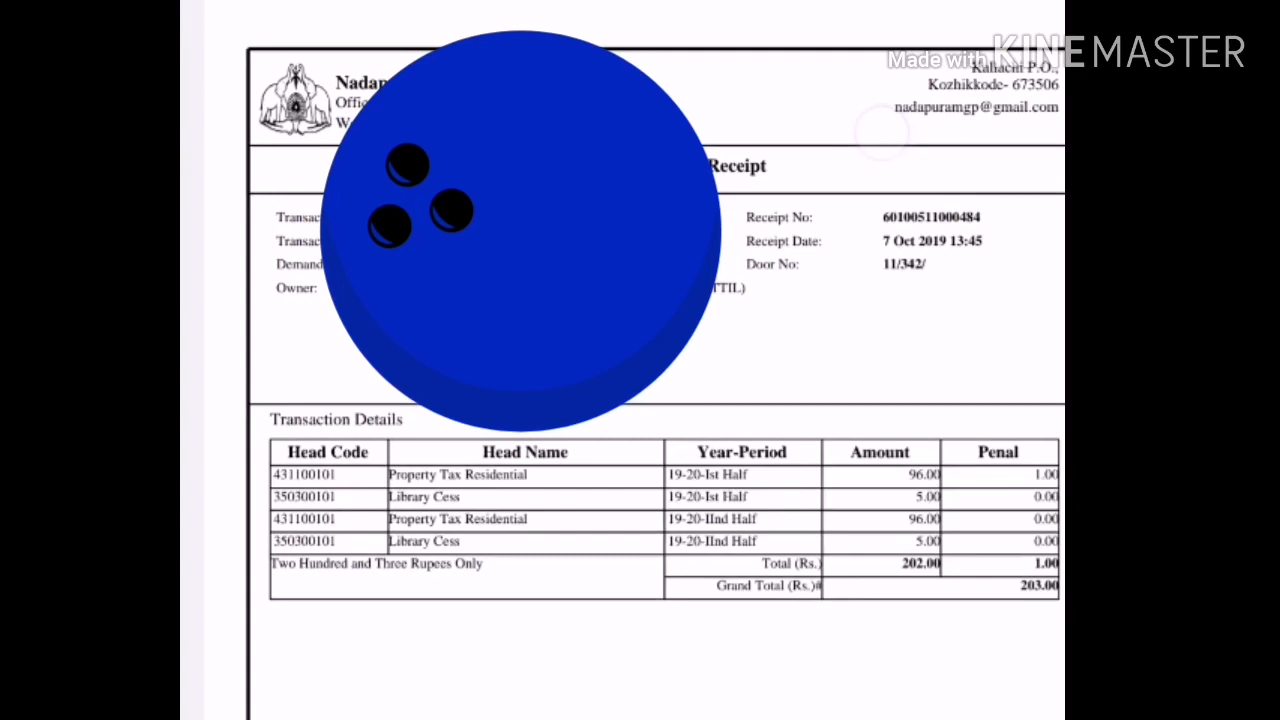 Made with KINEMASTER
Kallachi P.O.,
Nadap
Kozhikkode- 673506
Offic
nadapuramgp@gmail.com
Receipt
Transac
Receipt No: 60100511000484
Transac
Receipt Date: 7 Oct 2019 13:45
Demand
Door No: 11/342/
Owner: TTIL)
Transaction Details
Head Code Head Name Year-Period Amount Penal
431100101 Property Tax Residential 19-20-Ist Half 96.00 1.00
350300101 Library Cess 19-20-Ist Half 5.00 0.00
431100101 Property Tax Residential 19-20-IInd Half 96.00 0.00
350300101 Library Cess 19-20-IInd Half 5.00 0.00
Two Hundred and Three Rupees Only Total (Rs.) 202.00 1.00
Grand Total (Rs.)# 203.00